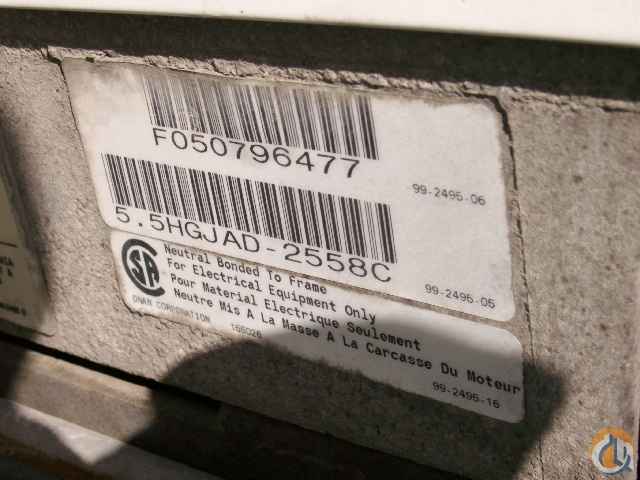 F050796477
99-2495-06
5.5HGJAD-2558C
99-2495-05
Neutral Bonded To Frame
For Electrical Equipment Only
Pour Material Electrique Seulement
Neutre Mis A La Masse A La Carcasse Du Moteur
ONAN CORPORATION 166026
99-2495-16